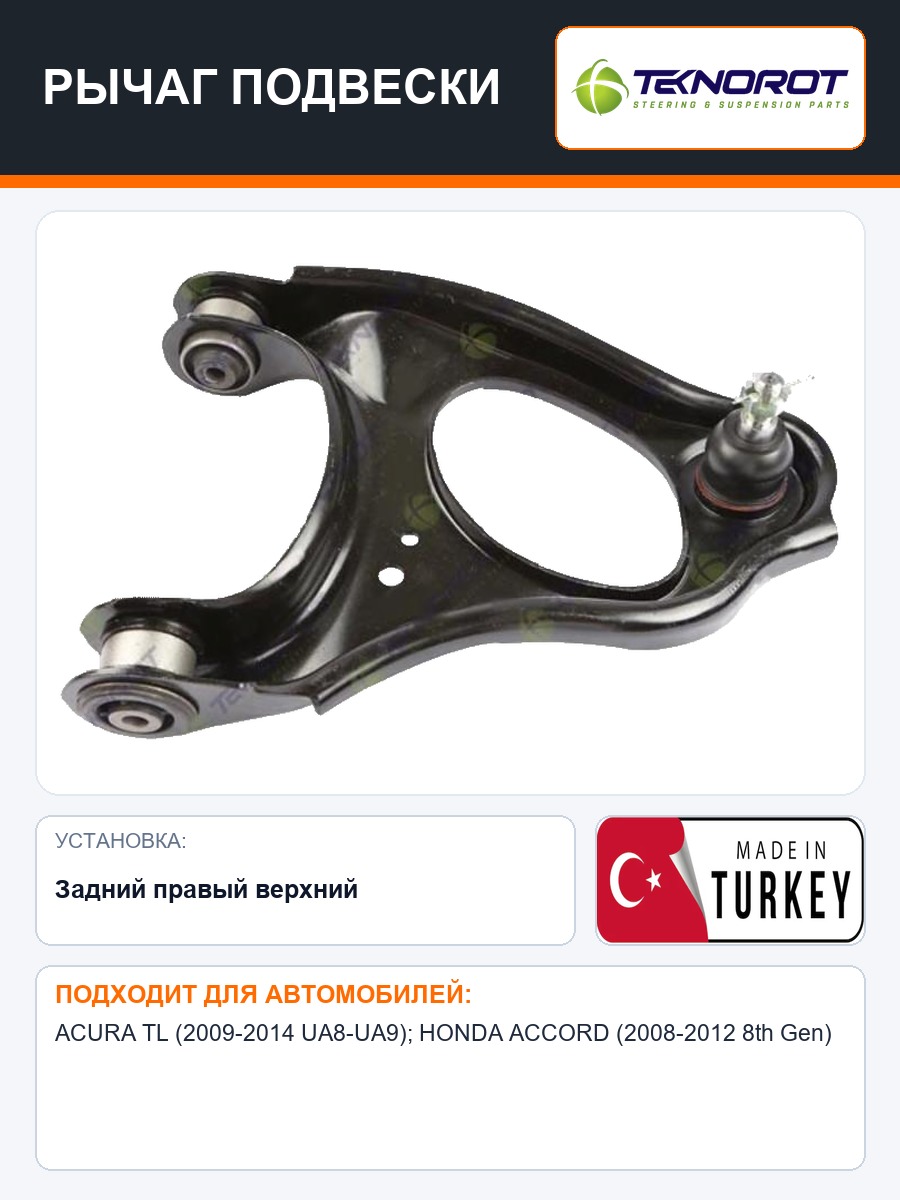 РЫЧАГ ПОДВЕСКИ
TEKNOROT
STEERING & SUSPENSION PARTS
УСТАНОВКА:
Задний правый верхний
MADE IN
TURKEY
ПОДХОДИТ ДЛЯ АВТОМОБИЛЕЙ:
ACURA TL (2009-2014 UA8-UA9); HONDA ACCORD (2008-2012 8th Gen)